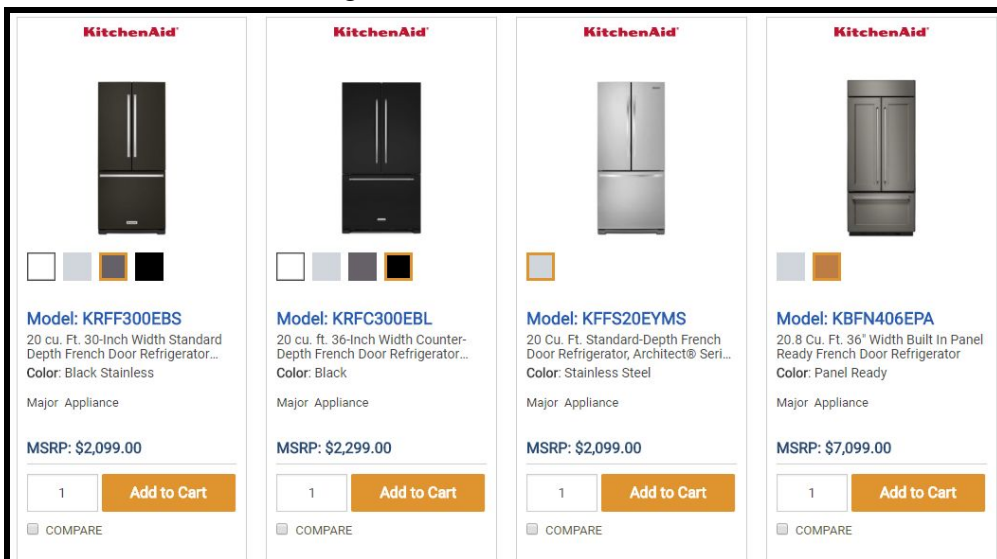 KitchenAid
Model: KRFF300EBS
20 cu. Ft. 30-Inch Width Standard
Depth French Door Refrigerator...
Color: Black Stainless
Major Appliance
MSRP: $2,099.00
1 Add to Cart
COMPARE
KitchenAid
Model: KRFC300EBL
20 cu. ft. 36-Inch Width Counter-
Depth French Door Refrigerator...
Color: Black
Major Appliance
MSRP: $2,299.00
1 Add to Cart
COMPARE
KitchenAid
Model: KFFS20EYMS
20 Cu. Ft. Standard-Depth French
Door Refrigerator, Architect® Seri...
Color: Stainless Steel
Major Appliance
MSRP: $2,099.00
1 Add to Cart
COMPARE
KitchenAid
Model: KBFN406EPA
20.8 Cu. Ft. 36" Width Built In Panel
Ready French Door Refrigerator
Color: Panel Ready
Major Appliance
MSRP: $7,099.00
1 Add to Cart
COMPARE